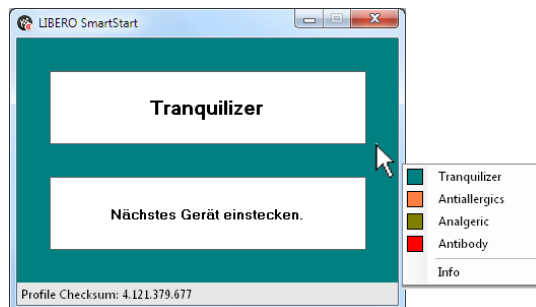 LIBERO SmartStart
Tranquilizer
Nächstes Gerät einstecken.
Tranquilizer
Antiallergics
Analgeric
Antibody
Info
Profile Checksum: 4.121.379.677